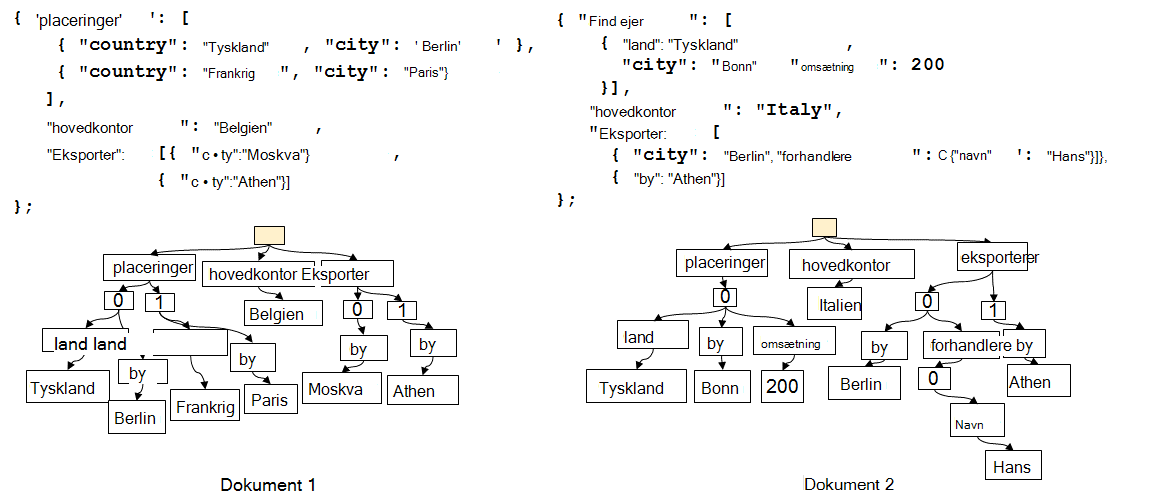 { 'placeringer' ': [
{ "country": "Tyskland" , "city": ' Berlin' ' },
{ "country": "Frankrig ", "city": "Paris"}
],
"hovedkontor ": "Belgien" ,
"Eksporter": [{ "c•ty":"Moskva"} ,
{ "c•ty":"Athen"}]
};
{ "Find ejer ": [
{ "land": "Tyskland" ,
"city": "Bonn" "omsætning ": 200
}],
"hovedkontor ": "Italy",
"Eksporter: [
{ "city": "Berlin", "forhandlere ": C {"navn" ': "Hans"}]},
{ "by": "Athen"}]
};
placeringer
hovedkontor Eksporter
0
1
Belgien
0
1
land land
by
by
by
by
Tyskland
Berlin
Frankrig
Paris
Moskva
Athen
Dokument 1
placeringer
hovedkontor
eksporterer
0
Italien
0
1
land
by
omsætning
by
forhandlere by
Tyskland
Bonn
200
Berlin
0
Athen
Navn
Hans
Dokument 2